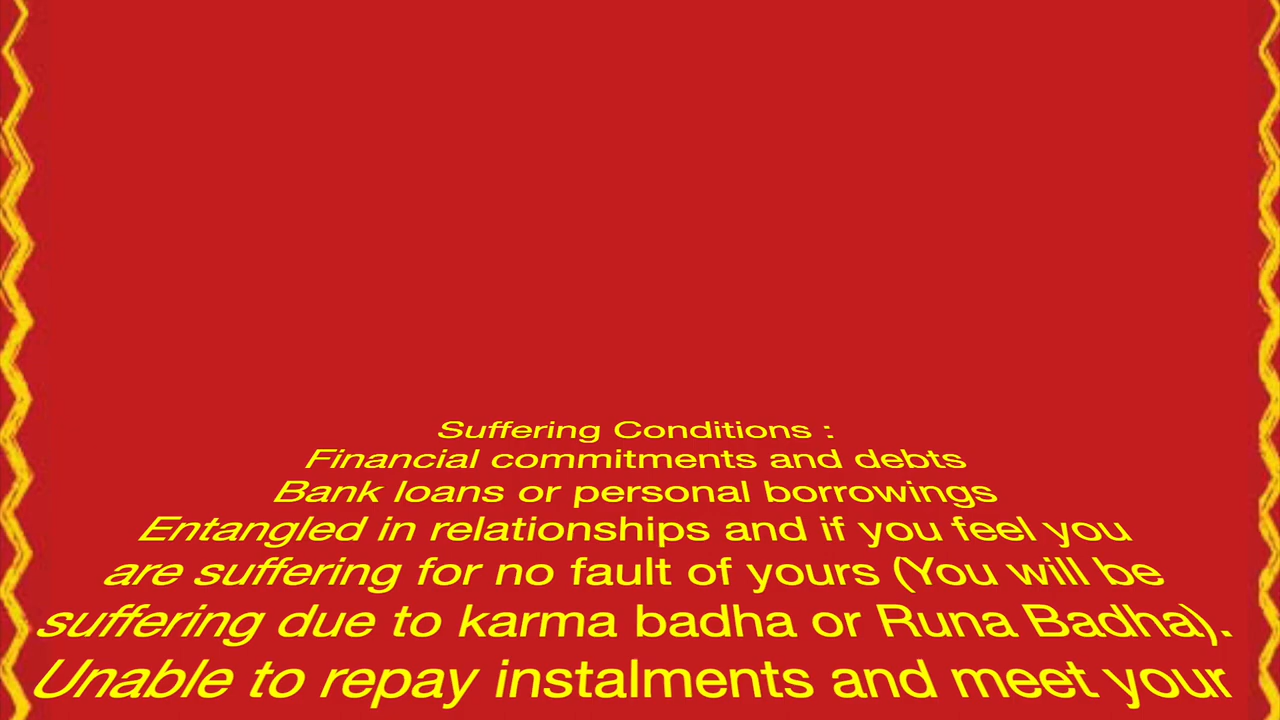 Suffering Conditions :
Financial commitments and debts
Bank loans or personal borrowings
Entangled in relationships and if you feel you
are suffering for no fault of yours (You will be
suffering due to karma badha or Runa Badha).
Unable to repay instalments and meet your